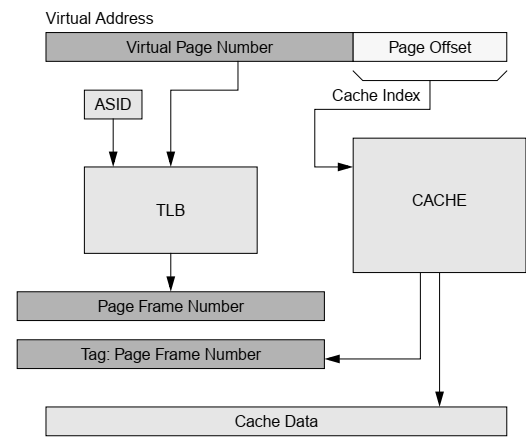 Virtual Address
Virtual Page Number
Page Offset
ASID
Cache Index
TLB
CACHE
Page Frame Number
Tag: Page Frame Number
Cache Data